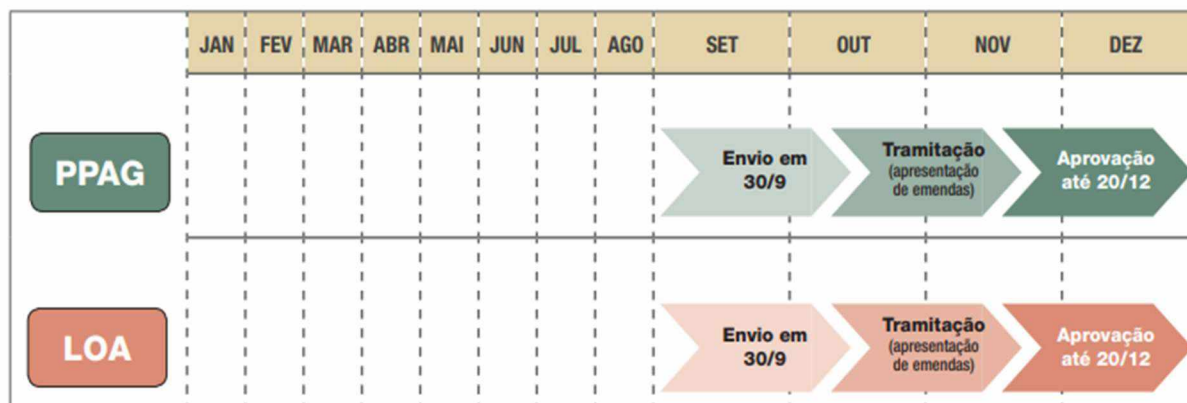 JAN FEV MAR ABR MAI JUN JUL AGO SET OUT NOV DEZ
PPAG
Envio em
30/9
Tramitação
(apresentação
de emendas)
Aprovação
até 20/12
LOA
Envio em
30/9
Tramitação
(apresentação
de emendas)
Aprovação
até 20/12